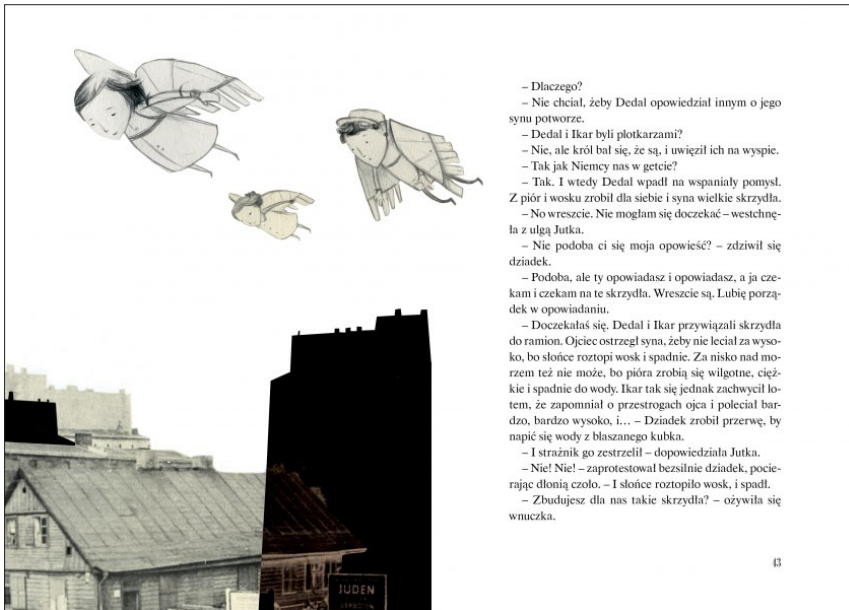 – Dlaczego?
– Nie chciał, żeby Dedal opowiedział innym o jego
synu potworze.
– Dedal i Ikar byli plotkarzami?
– Nie, ale król bał się, że są, i uwięził ich na wyspie.
– Tak jak Niemcy nas w getcie?
– Tak. I wtedy Dedal wpadł na wspaniały pomysł.
Z piór i wosku zrobił dla siebie i syna wielkie skrzydła.
– No wreszcie. Nie mogłam się doczekać – westchnę-
ła z ulgą Jutka.
– Nie podoba ci się moja opowieść? – zdziwił się
dziadek.
– Podoba, ale ty opowiadasz i opowiadasz, a ja cze-
kam i czekam na te skrzydła. Wreszcie są. Lubię porzą-
dek w opowiadaniu.
– Doczekałaś się. Dedal i Ikar przywiązali skrzydła
do ramion. Ojciec ostrzegł syna, żeby nie leciał za wyso-
ko, bo słońce roztopi wosk i spadnie. Za nisko nad mo-
rzem też nie może, bo pióra zrobią się wilgotne, cięż-
kie i spadnie do wody. Ikar tak się jednak zachwycił lo-
tem, że zapomniał o przestrogach ojca i poleciał bar-
dzo, bardzo wysoko, i… – Dziadek zrobił przerwę, by
napić się wody z blaszanego kubka.
– I strażnik go zestrzelił – dopowiedziała Jutka.
– Nie! Nie! – zaprotestował bezsilnie dziadek, pocie-
rając dłonią czoło. – I słońce roztopiło wosk, i spadł.
– Zbudujesz dla nas takie skrzydła? – ożywiła się
wnuczka.
43
JUDEN